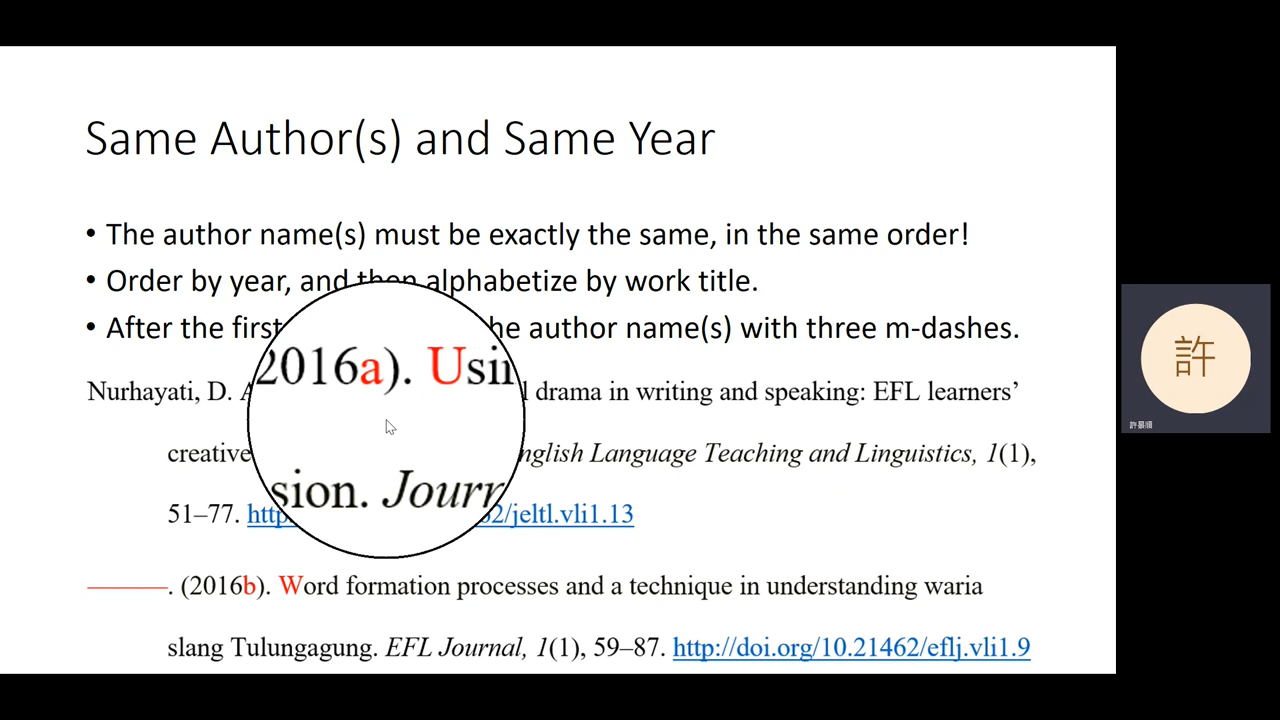 Same Author(s) and Same Year
• The author name(s) must be exactly the same, in the same order!
• Order by year, and then alphabetize by work title.
• After the first he author name(s) with three m-dashes.
2016a). Usin
Nurhayati, D. A drama in writing and speaking: EFL learners’
creative nglish Language Teaching and Linguistics, 1(1),
sion. Journ
51–77. http 2/jeltl.vli1.13
———. (2016b). Word formation processes and a technique in understanding waria
slang Tulungagung. EFL Journal, 1(1), 59–87. http://doi.org/10.21462/eflj.vli1.9
許
許景順